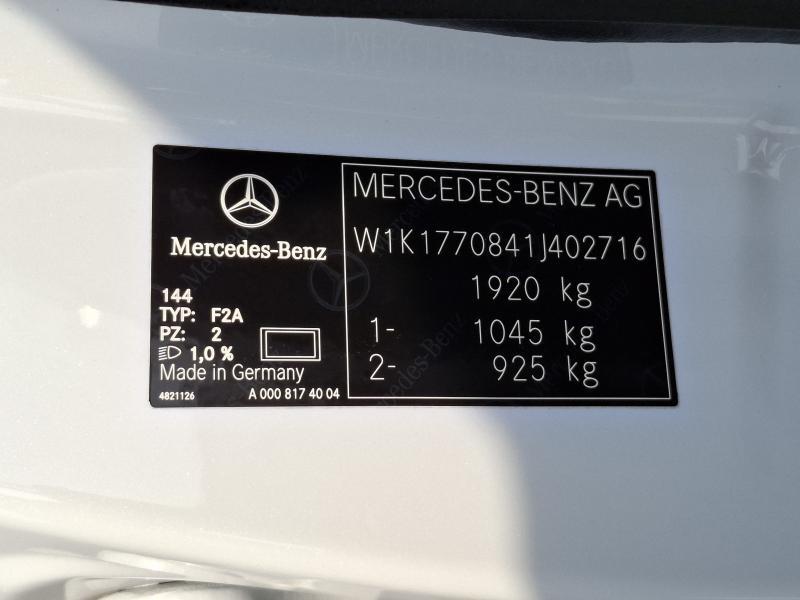 Mercedes-Benz
144
TYP: F2A
PZ: 2
1,0 %
Made in Germany
4821126 A 000 817 40 04
MERCEDES-BENZ AG
W1K1770841J402716
1920 kg
1- 1045 kg
2- 925 kg